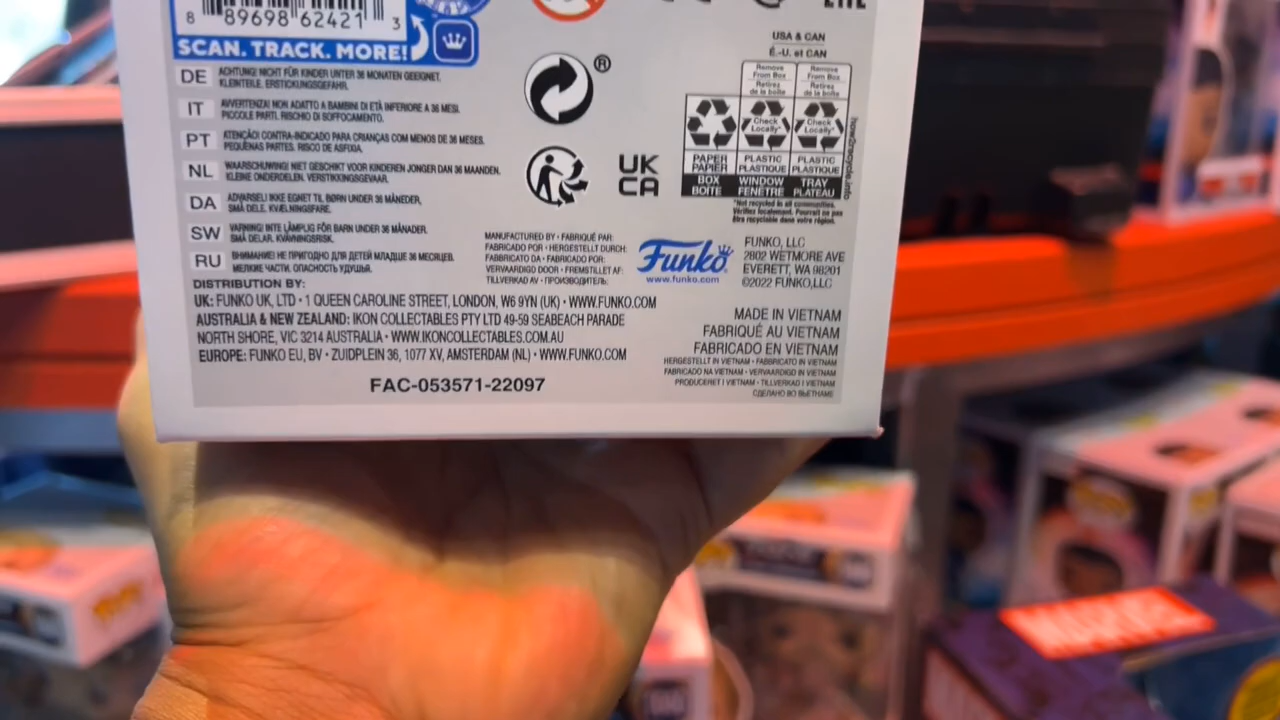 8 89698 62421 3
SCAN. TRACK. MORE!
DE ACHTUNG! NICHT FÜR KINDER UNTER 36 MONATEN GEEIGNET.
KLEINTEILE. ERSTICKUNGSGEFAHR.
IT AVVERTENZA! NON ADATTO A BAMBINI DI ETÀ INFERIORE A 36 MESI.
PICCOLE PARTI. RISCHIO DI SOFFOCAMENTO.
PT ATENÇÃO! CONTRA-INDICADO PARA CRIANÇAS COM MENOS DE 36 MESES.
PEQUENAS PARTES. RISCO DE ASFIXIA.
NL WAARSCHUWING! NIET GESCHIKT VOOR KINDEREN JONGER DAN 36 MAANDEN.
KLEINE ONDERDELEN. VERSTIKKINGSGEVAAR.
DA ADVARSEL! IKKE EGNET TIL BØRN UNDER 36 MÅNEDER,
SMÅ DELE. KVÆLNINGSFARE.
SW VARNING! INTE LÄMPLIG FÖR BARN UNDER 36 MÅNADER.
SMÅ DELAR. KVÄVNINGSRISK.
RU ВНИМАНИЕ! НЕ ПРИГОДНО ДЛЯ ДЕТЕЙ МЛАДШЕ 36 МЕСЯЦЕВ.
МЕЛКИЕ ЧАСТИ. ОПАСНОСТЬ УДУШЬЯ.
®
UK
CA
EAC
USA & CAN
É.-U. et CAN
Remove From Box
Retirez de la boîte
Remove From Box
Retirez de la boîte
Check Locally*
Check Locally*
PAPER PAPIER
PLASTIC PLASTIQUE
PLASTIC PLASTIQUE
BOX BOÎTE
WINDOW FENÊTRE
TRAY PLATEAU
*Not recycled in all communities.
Vérifiez localement. Pourrait ne pas
être recyclable dans votre région.
how2recycle.info
MANUFACTURED BY • FABRIQUÉ PAR:
FABRICADO POR • HERGESTELLT DURCH:
FABBRICATO DA • FABRICADO POR:
VERVAARDIGD DOOR • FREMSTILLET AF:
TILLVERKAD AV • ПРОИЗВОДИТЕЛЬ:
Funko
www.funko.com
FUNKO, LLC
2802 WETMORE AVE
EVERETT, WA 98201
©2022 FUNKO,LLC
DISTRIBUTION BY:
UK: FUNKO UK, LTD • 1 QUEEN CAROLINE STREET, LONDON, W6 9YN (UK) • WWW.FUNKO.COM
AUSTRALIA & NEW ZEALAND: IKON COLLECTABLES PTY LTD 49-59 SEABEACH PARADE
NORTH SHORE, VIC 3214 AUSTRALIA • WWW.IKONCOLLECTABLES.COM.AU
EUROPE: FUNKO EU, BV • ZUIDPLEIN 36, 1077 XV, AMSTERDAM (NL) • WWW.FUNKO.COM
FAC-053571-22097
MADE IN VIETNAM
FABRIQUÉ AU VIETNAM
FABRICADO EN VIETNAM
HERGESTELLT IN VIETNAM • FABBRICATO IN VIETNAM
FABRICADO NA VIETNAM • VERVAARDIGD IN VIETNAM
PRODUCERET I VIETNAM • TILLVERKAD I VIETNAM
СДЕЛАНО ВО ВЬЕТНАМЕ
MARVEL